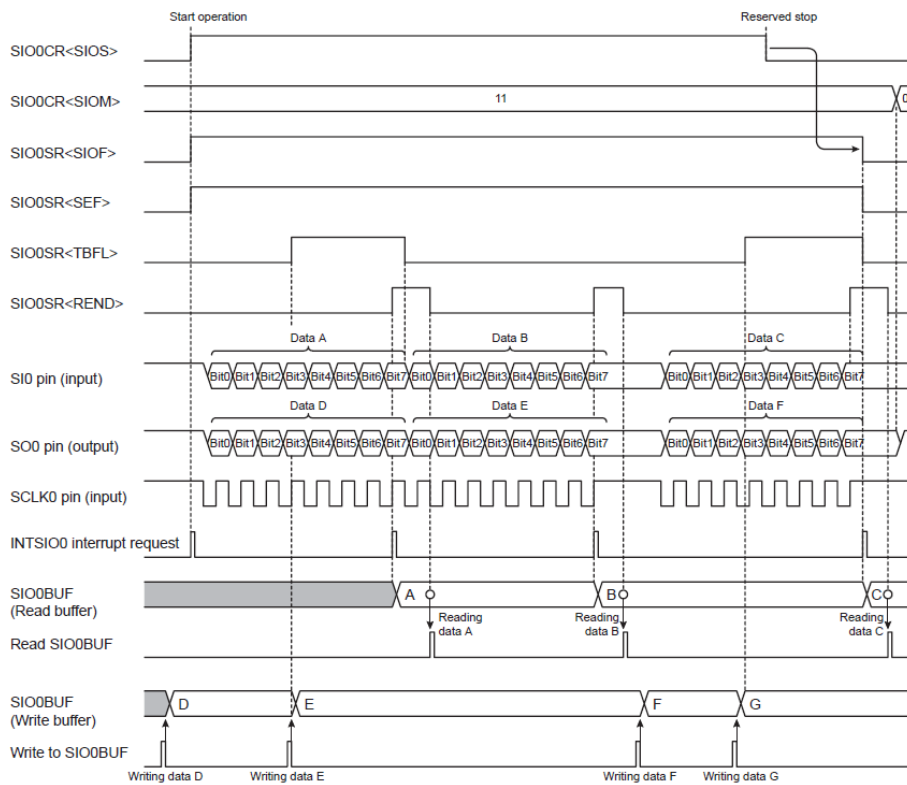 Start operation Reserved stop
SIO0CR<SIOS>
SIO0CR<SIOM> 11 0
SIO0SR<SIOF>
SIO0SR<SEF>
SIO0SR<TBFL>
SIO0SR<REND>
Data A Data B Data C
SI0 pin (input) Bit0 Bit1 Bit2 Bit3 Bit4 Bit5 Bit6 Bit7 Bit0 Bit1 Bit2 Bit3 Bit4 Bit5 Bit6 Bit7 Bit0 Bit1 Bit2 Bit3 Bit4 Bit5 Bit6 Bit7
Data D Data E Data F
SO0 pin (output) Bit0 Bit1 Bit2 Bit3 Bit4 Bit5 Bit6 Bit7 Bit0 Bit1 Bit2 Bit3 Bit4 Bit5 Bit6 Bit7 Bit0 Bit1 Bit2 Bit3 Bit4 Bit5 Bit6 Bit7
SCLK0 pin (input)
INTSIO0 interrupt request
SIO0BUF
(Read buffer) A B C
Reading Reading Reading
data A data B data C
Read SIO0BUF
SIO0BUF D E F G
(Write buffer)
Write to SIO0BUF
Writing data D Writing data E Writing data F Writing data G